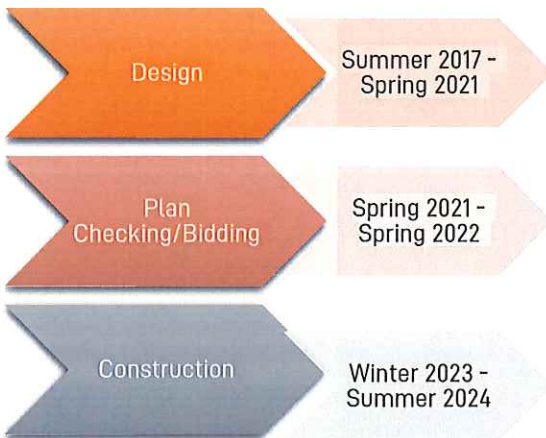 Design
Summer 2017 -
Spring 2021
Plan
Checking/Bidding
Spring 2021 -
Spring 2022
Construction
Winter 2023 -
Summer 2024